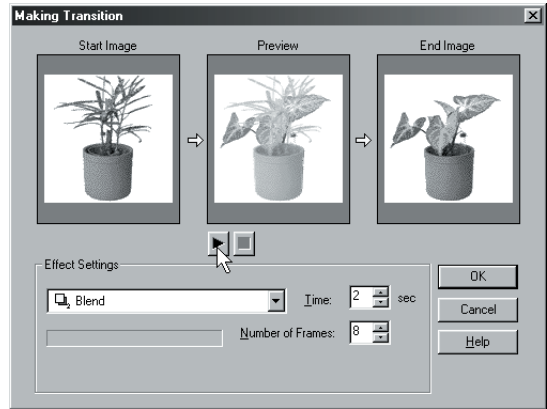 Making Transition
Start Image
Preview
End Image
Effect Settings
Blend
Time: 2 sec
Number of Frames: 8
OK
Cancel
Help